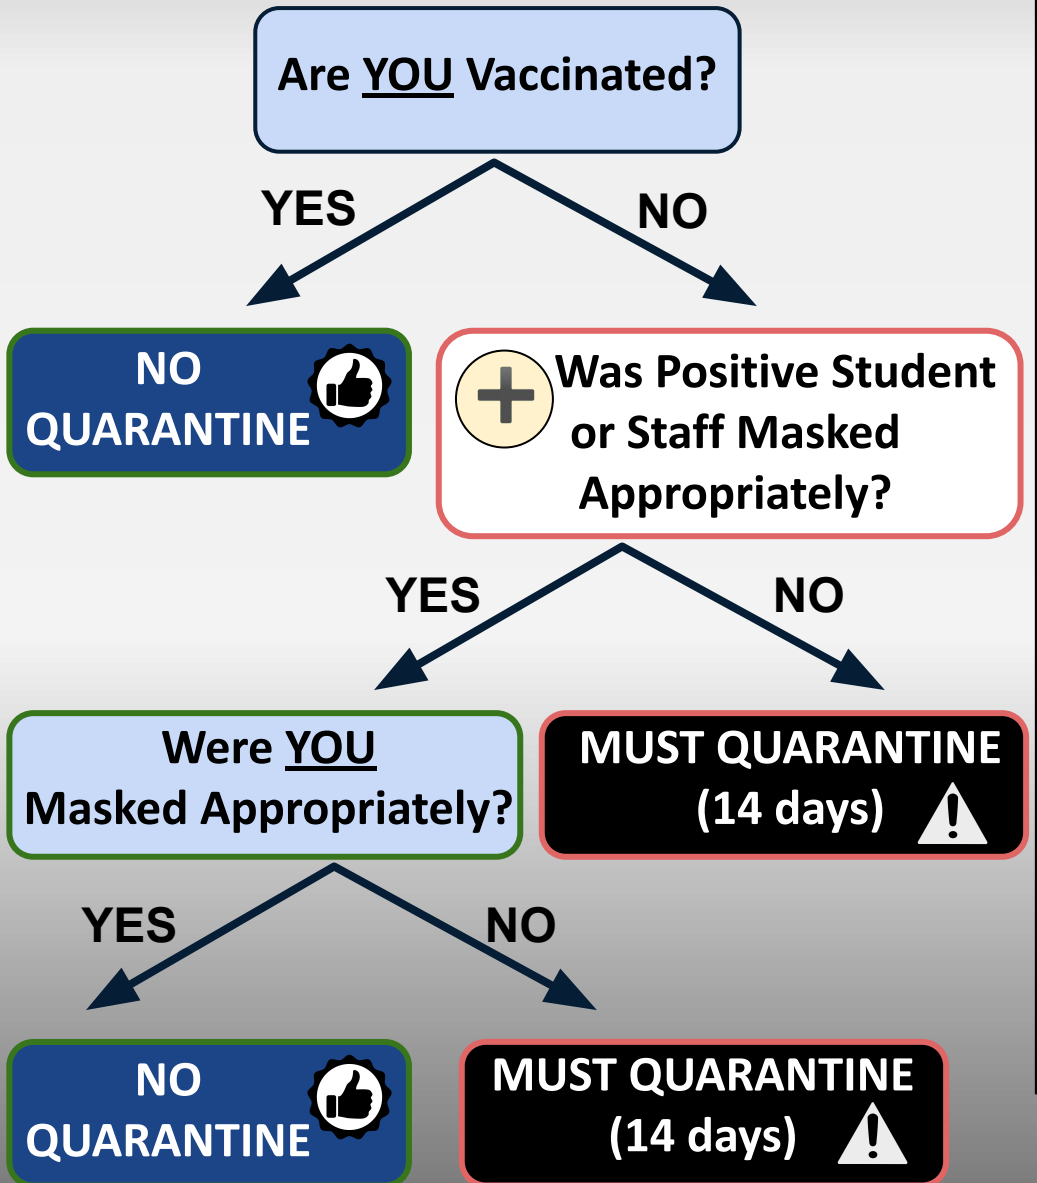 Are YOU Vaccinated?
YES
NO
NO
QUARANTINE
Was Positive Student
or Staff Masked
Appropriately?
YES
NO
Were YOU
Masked Appropriately?
MUST QUARANTINE
(14 days)
YES
NO
NO
QUARANTINE
MUST QUARANTINE
(14 days)